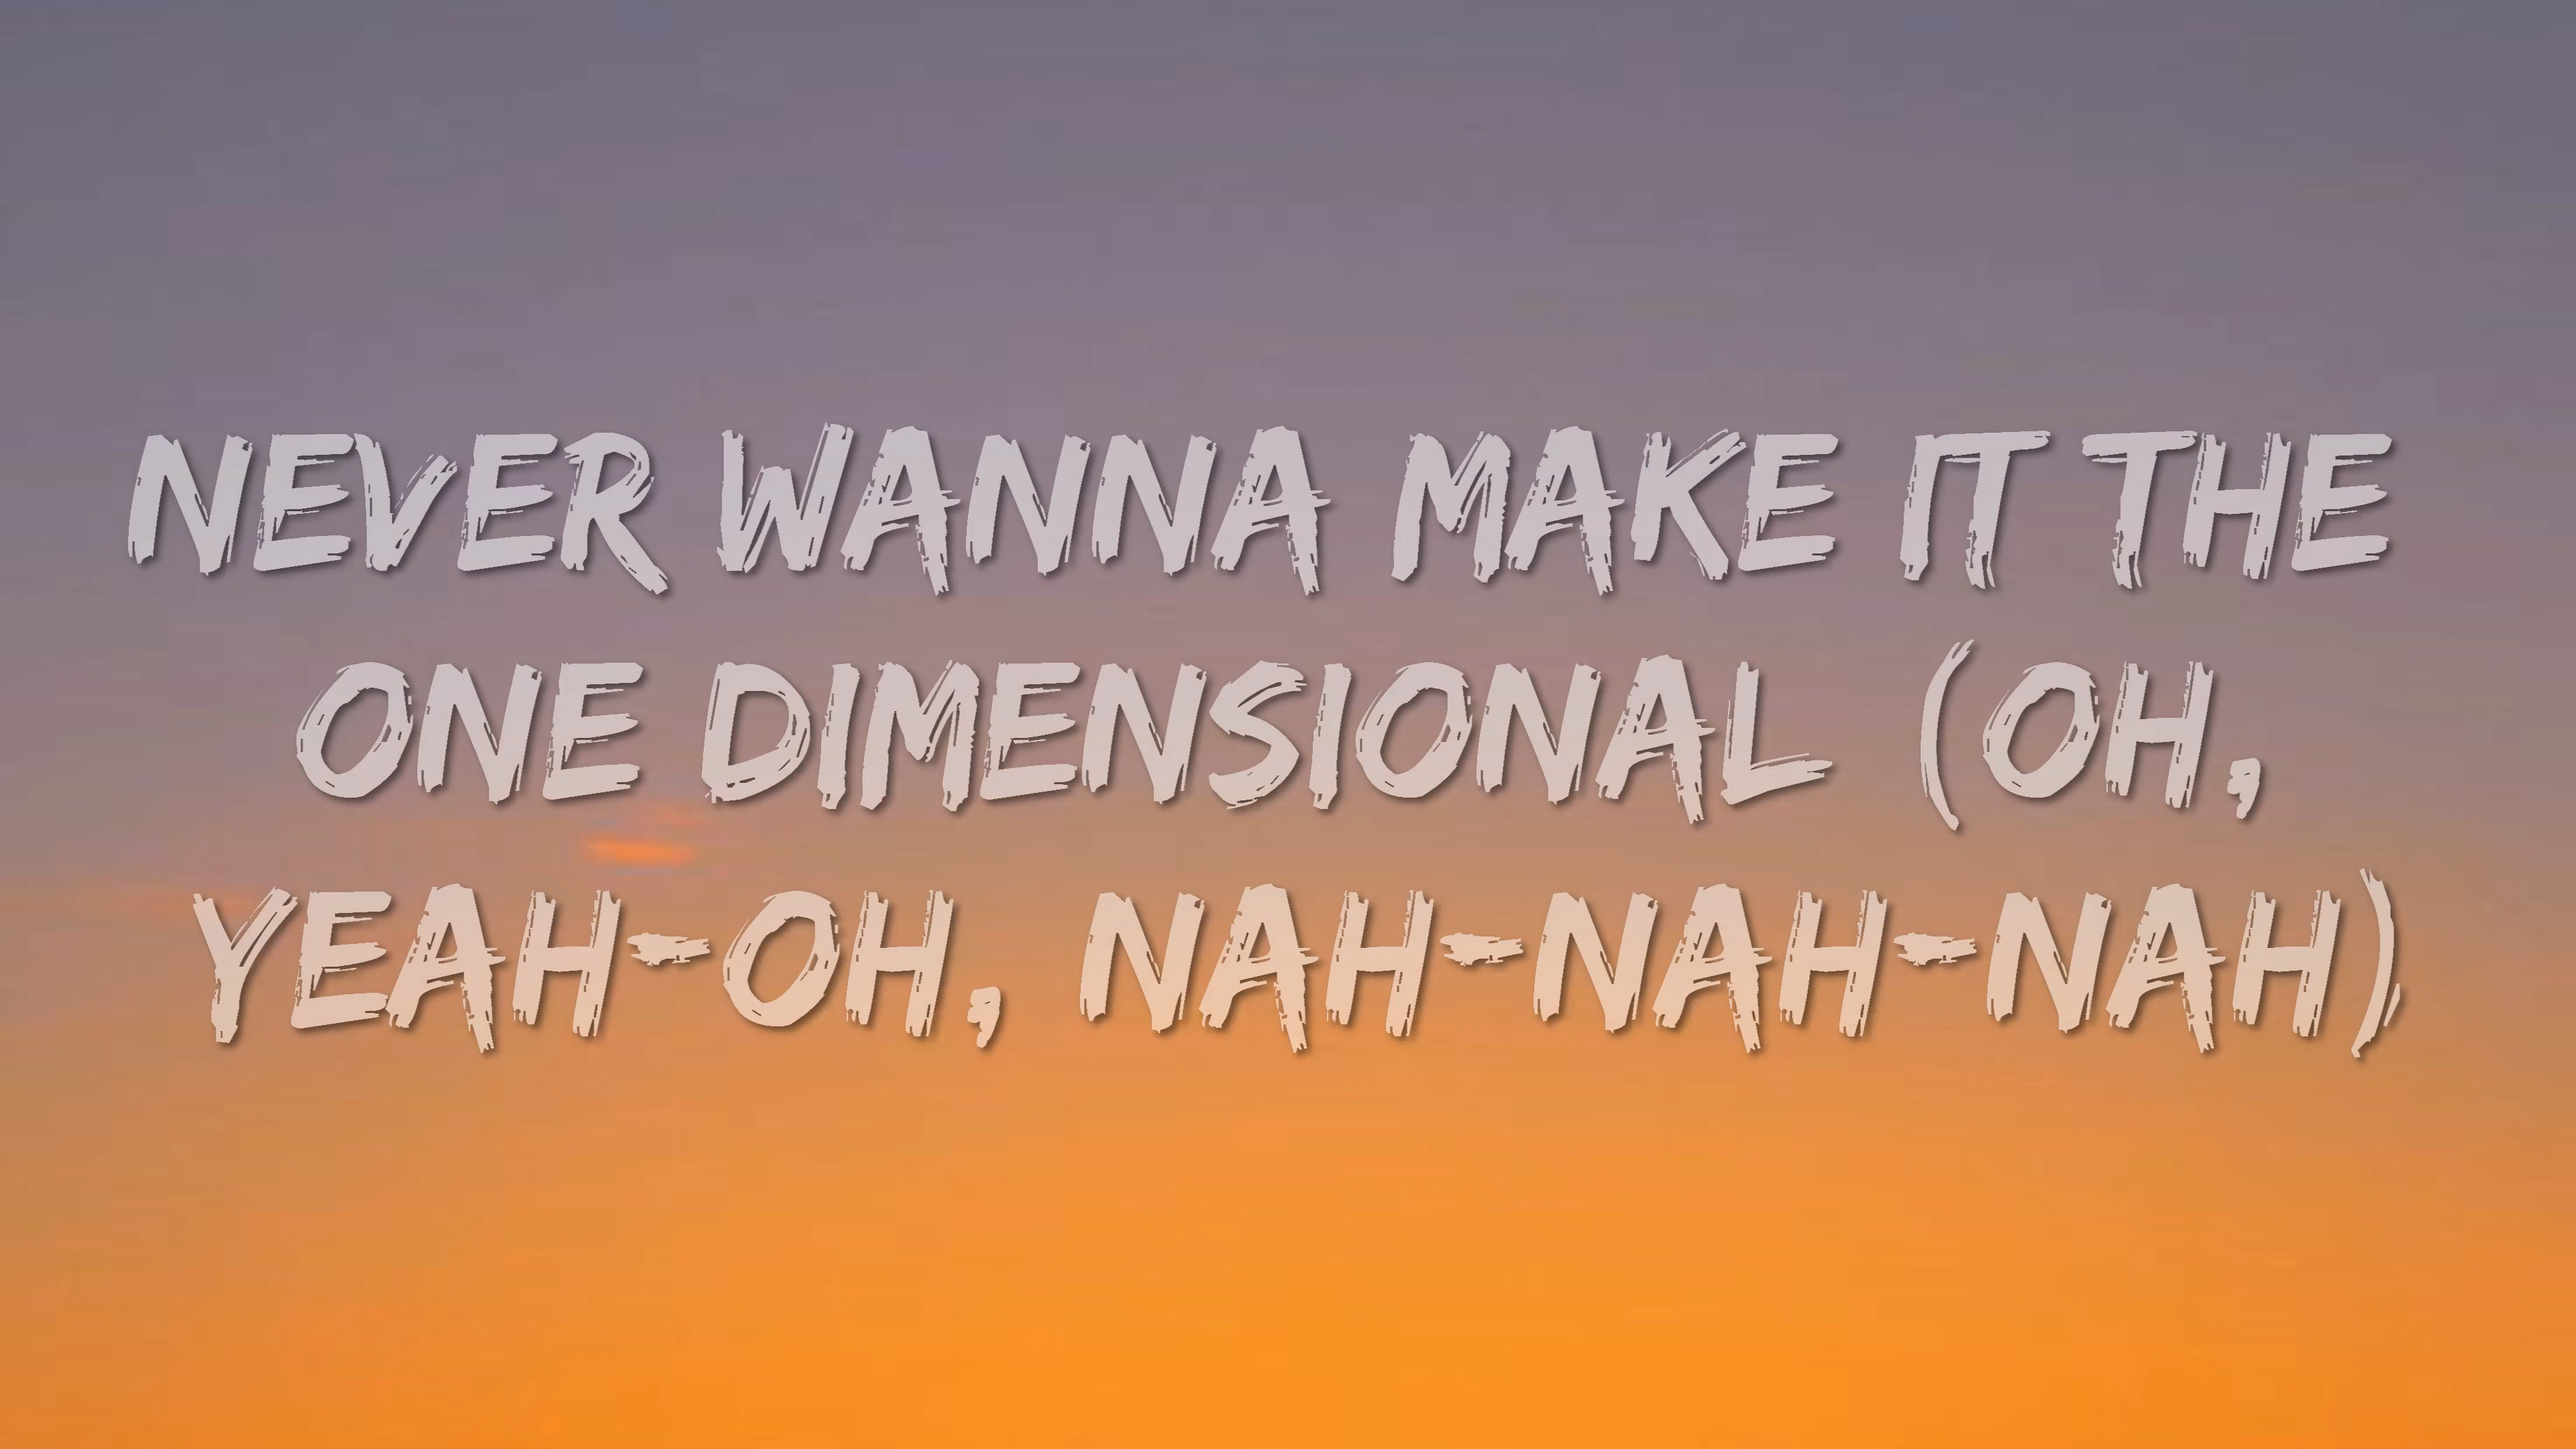 NEVER WANNA MAKE IT THE
ONE DIMENSIONAL (OH,
YEAH-OH, NAH-NAH-NAH)